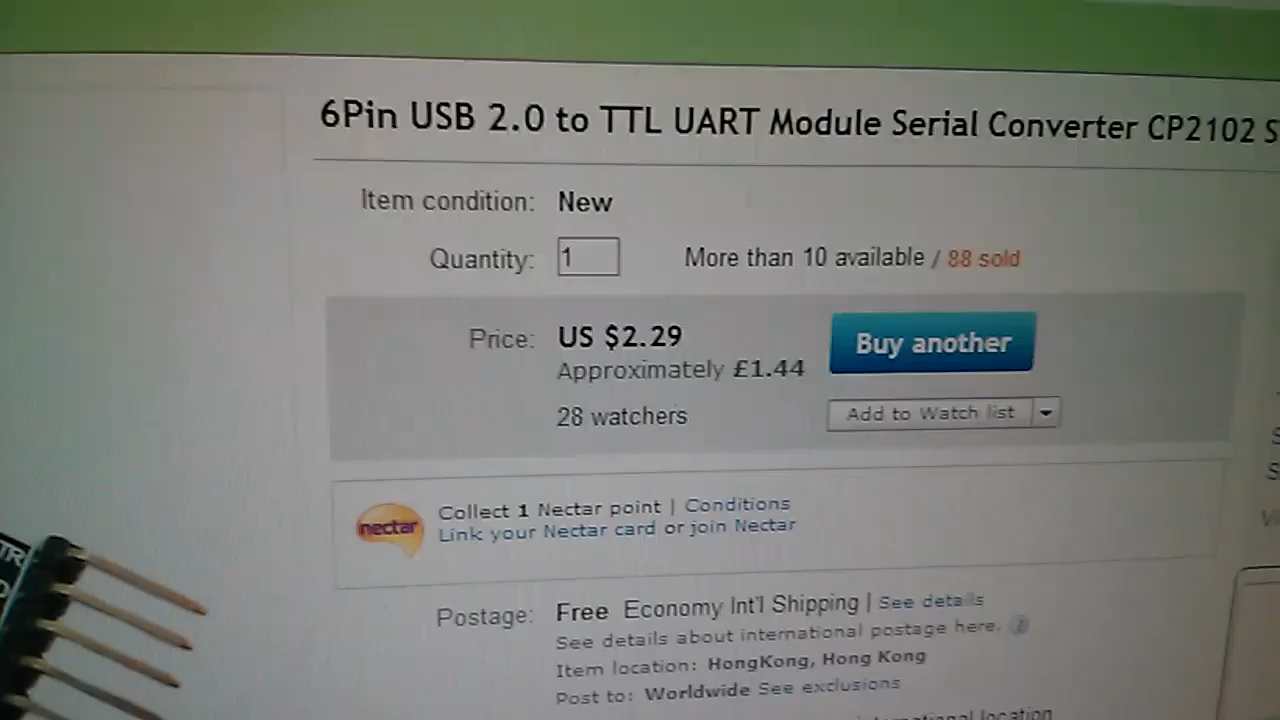 6Pin USB 2.0 to TTL UART Module Serial Converter CP2102 S
Item condition: New
Quantity: 1 More than 10 available / 88 sold
Price: US $2.29 Buy another
Approximately £1.44
28 watchers Add to Watch list
nectar
Collect 1 Nectar point | Conditions
Link your Nectar card or join Nectar
Postage: Free Economy Int'l Shipping | See details
See details about international postage here. ?
Item location: HongKong, Hong Kong
Post to: Worldwide See exclusions
international location
TR